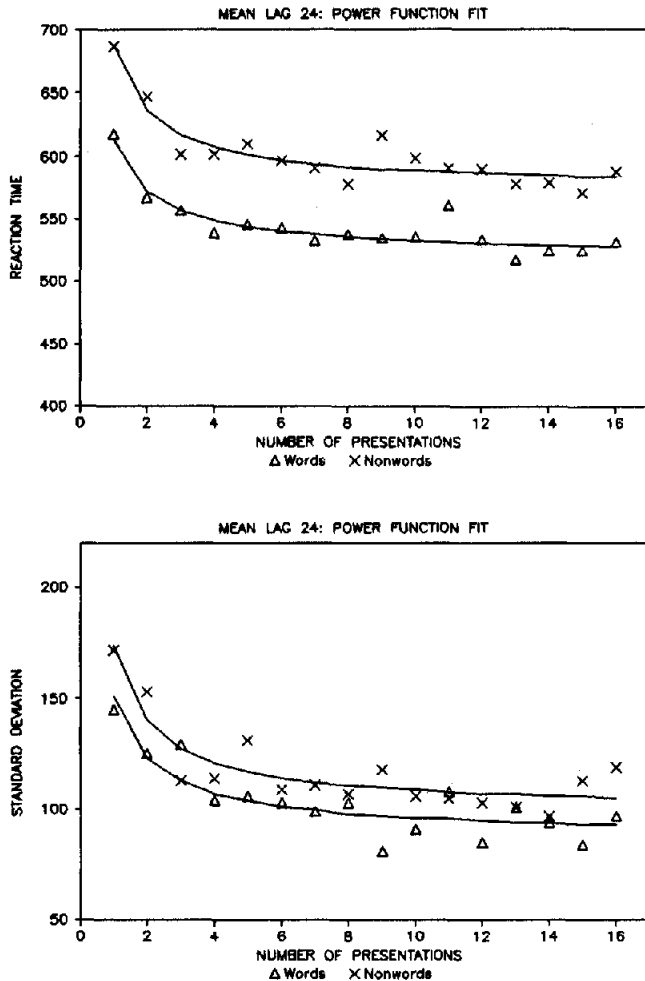 MEAN LAG 24: POWER FUNCTION FIT
700
650
600
550
500
450
400
REACTION TIME
0 2 4 6 8 10 12 14 16
NUMBER OF PRESENTATIONS
△ Words × Nonwords
MEAN LAG 24: POWER FUNCTION FIT
200
150
100
50
STANDARD DEVIATION
0 2 4 6 8 10 12 14 16
NUMBER OF PRESENTATIONS
△ Words × Nonwords